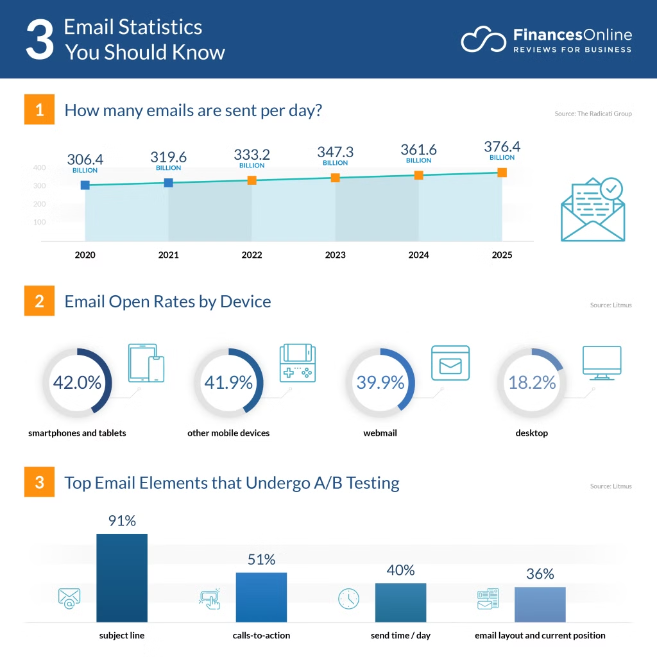 3
Email Statistics
You Should Know
FinancesOnline
REVIEWS FOR BUSINESS
1
How many emails are sent per day?
Source: The Radicati Group
306.4
BILLION
319.6
BILLION
333.2
BILLION
347.3
BILLION
361.6
BILLION
376.4
BILLION
400
300
200
100
2020
2021
2022
2023
2024
2025
2
Email Open Rates by Device
Source: Litmus
42.0%
41.9%
39.9%
18.2%
smartphones and tablets
other mobile devices
webmail
desktop
3
Top Email Elements that Undergo A/B Testing
Source: Litmus
91%
51%
40%
36%
subject line
calls-to-action
send time / day
email layout and current position